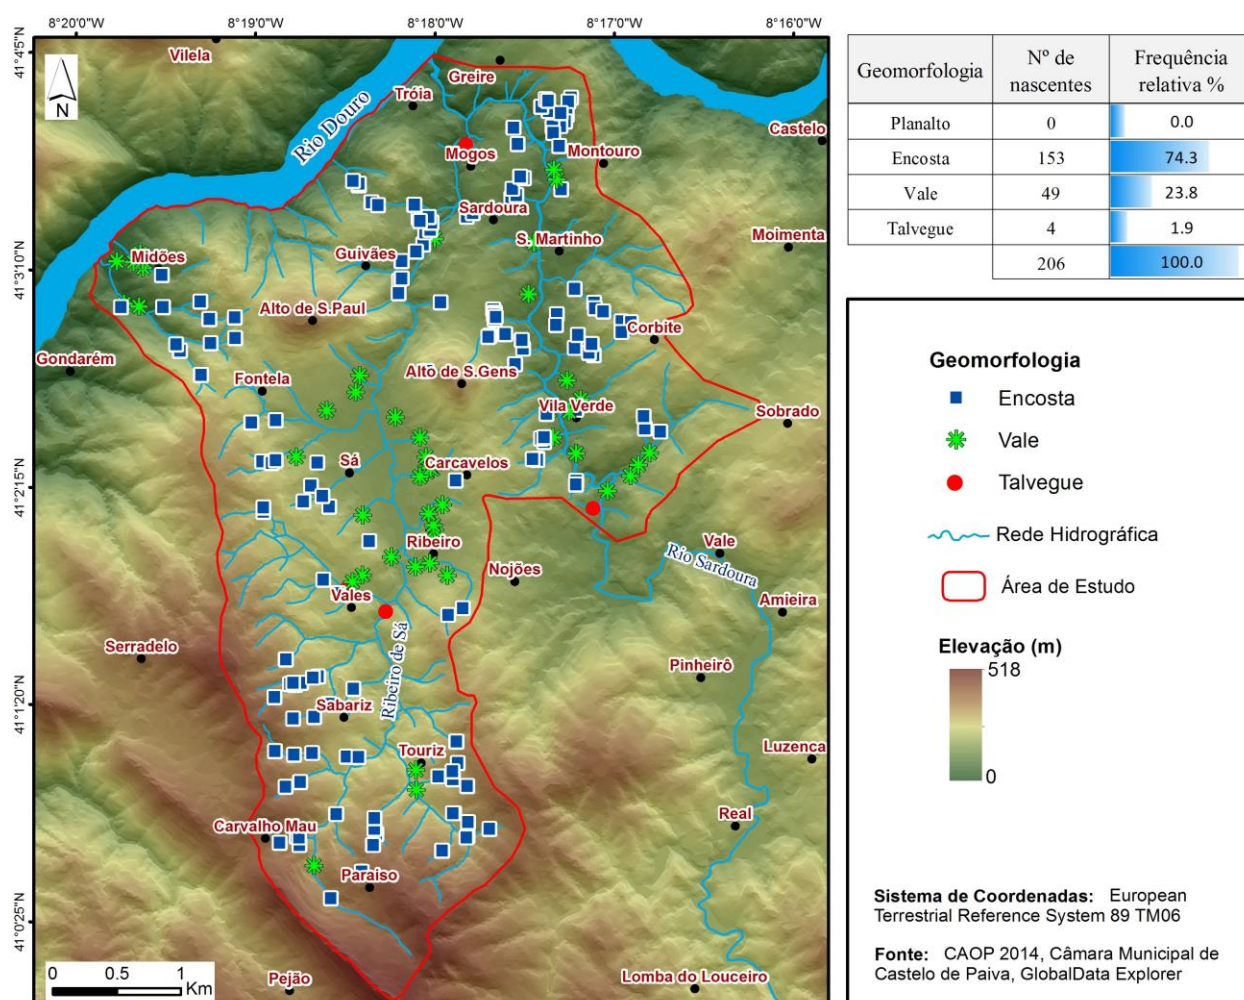 8°20'0"W
8°19'0"W
8°18'0"W
8°17'0"W
8°16'0"W
41°4'5"N
41°3'10"N
41°2'15"N
41°1'20"N
41°0'25"N
N
Vilela
Greire
Tróia
Rio Douro
Castelo
Mogos
Montouro
Sardoura
Moimenta
S. Martinho
Guivães
Midões
Alto de S.Paul
Corbite
Gondarém
Alto de S.Gens
Fontela
Vila Verde
Sobrado
Sá
Carcavelos
Ribeiro
Vale
Nojões
Rio Sardoura
Vales
Amieira
Ribeiro de Sá
Serradelo
Pinheirô
Sabariz
Touriz
Luzenca
Carvalho Mau
Real
Paraiso
Pejão
Lomba do Louceiro
0 0.5 1
Km
Geomorfologia Nº de nascentes Frequência relativa %
Planalto 0 0.0
Encosta 153 74.3
Vale 49 23.8
Talvegue 4 1.9
206 100.0
Geomorfologia
Encosta
Vale
Talvegue
Rede Hidrográfica
Área de Estudo
Elevação (m)
518
0
Sistema de Coordenadas: European
Terrestrial Reference System 89 TM06
Fonte: CAOP 2014, Câmara Municipal de
Castelo de Paiva, GlobalData Explorer